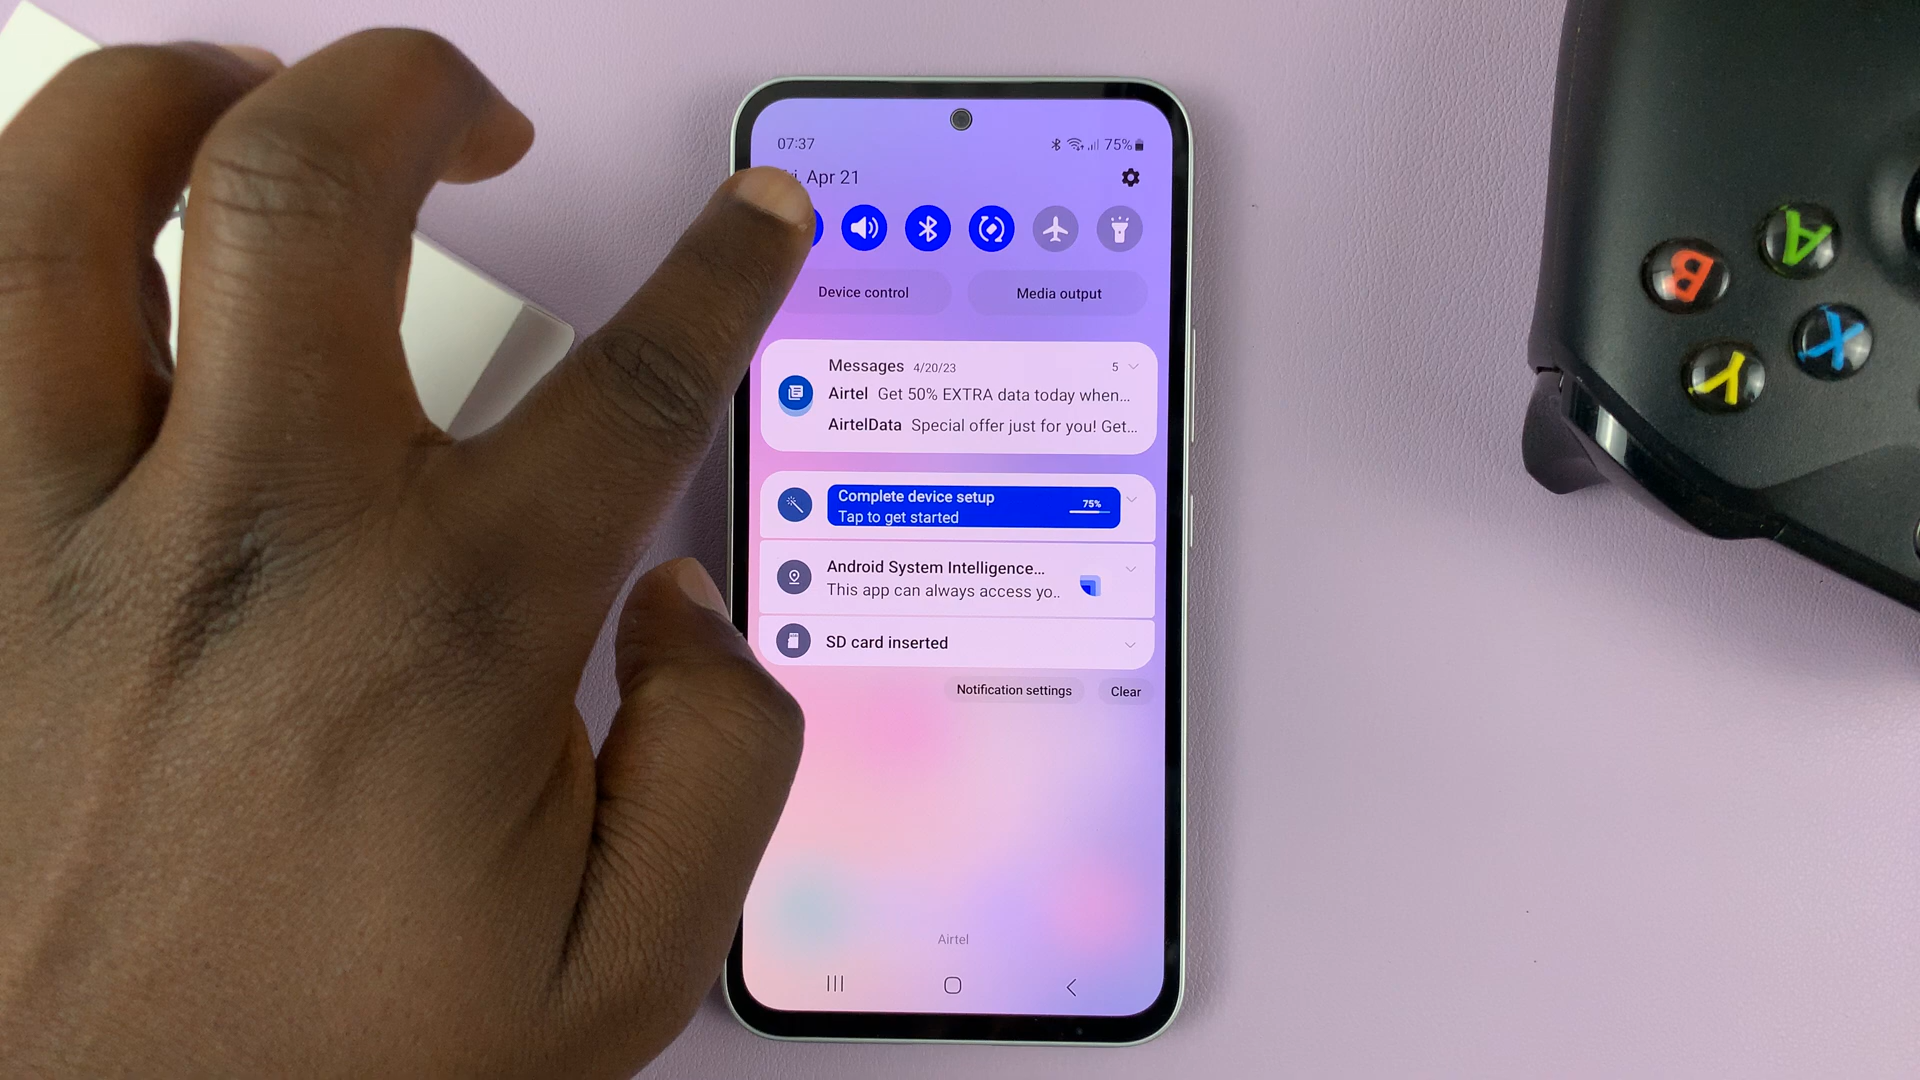 07:37
75%
Fri, Apr 21
Device control
Media output
Messages 4/20/23
5
Airtel Get 50% EXTRA data today when...
AirtelData Special offer just for you! Get...
Complete device setup
75%
Tap to get started
Android System Intelligence...
This app can always access yo..
SD card inserted
Notification settings
Clear
Airtel
A
B
X
Y